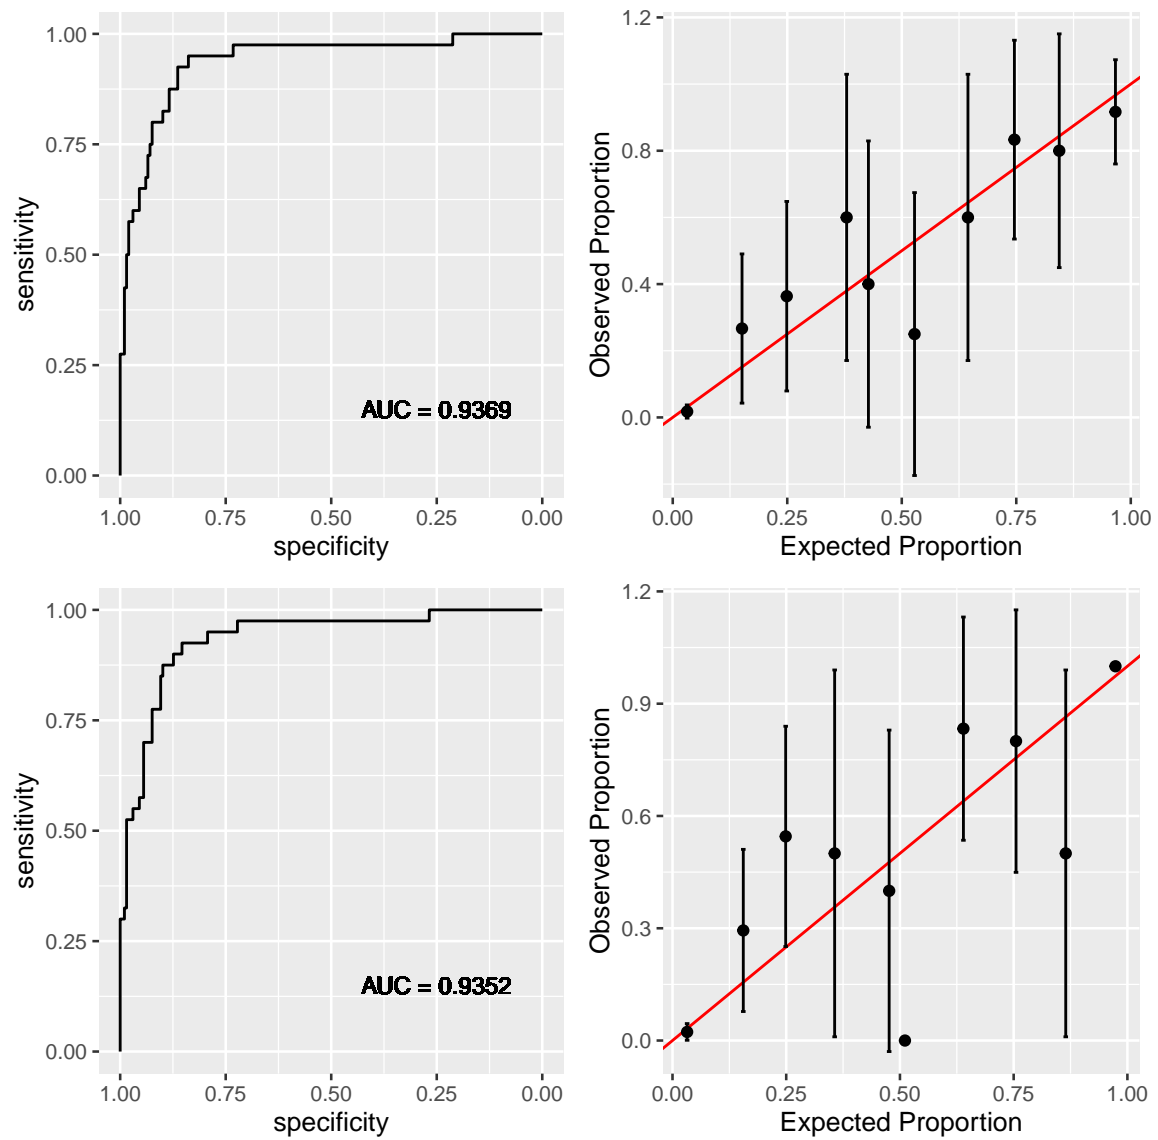 1.00
0.75
0.50
0.25
0.00
sensitivity
AUC = 0.9369
1.00 0.75 0.50 0.25 0.00
specificity
1.2
0.8
0.4
0.0
Observed Proportion
0.00 0.25 0.50 0.75 1.00
Expected Proportion
1.00
0.75
0.50
0.25
0.00
sensitivity
AUC = 0.9352
1.00 0.75 0.50 0.25 0.00
specificity
1.2
0.9
0.6
0.3
0.0
Observed Proportion
0.00 0.25 0.50 0.75 1.00
Expected Proportion